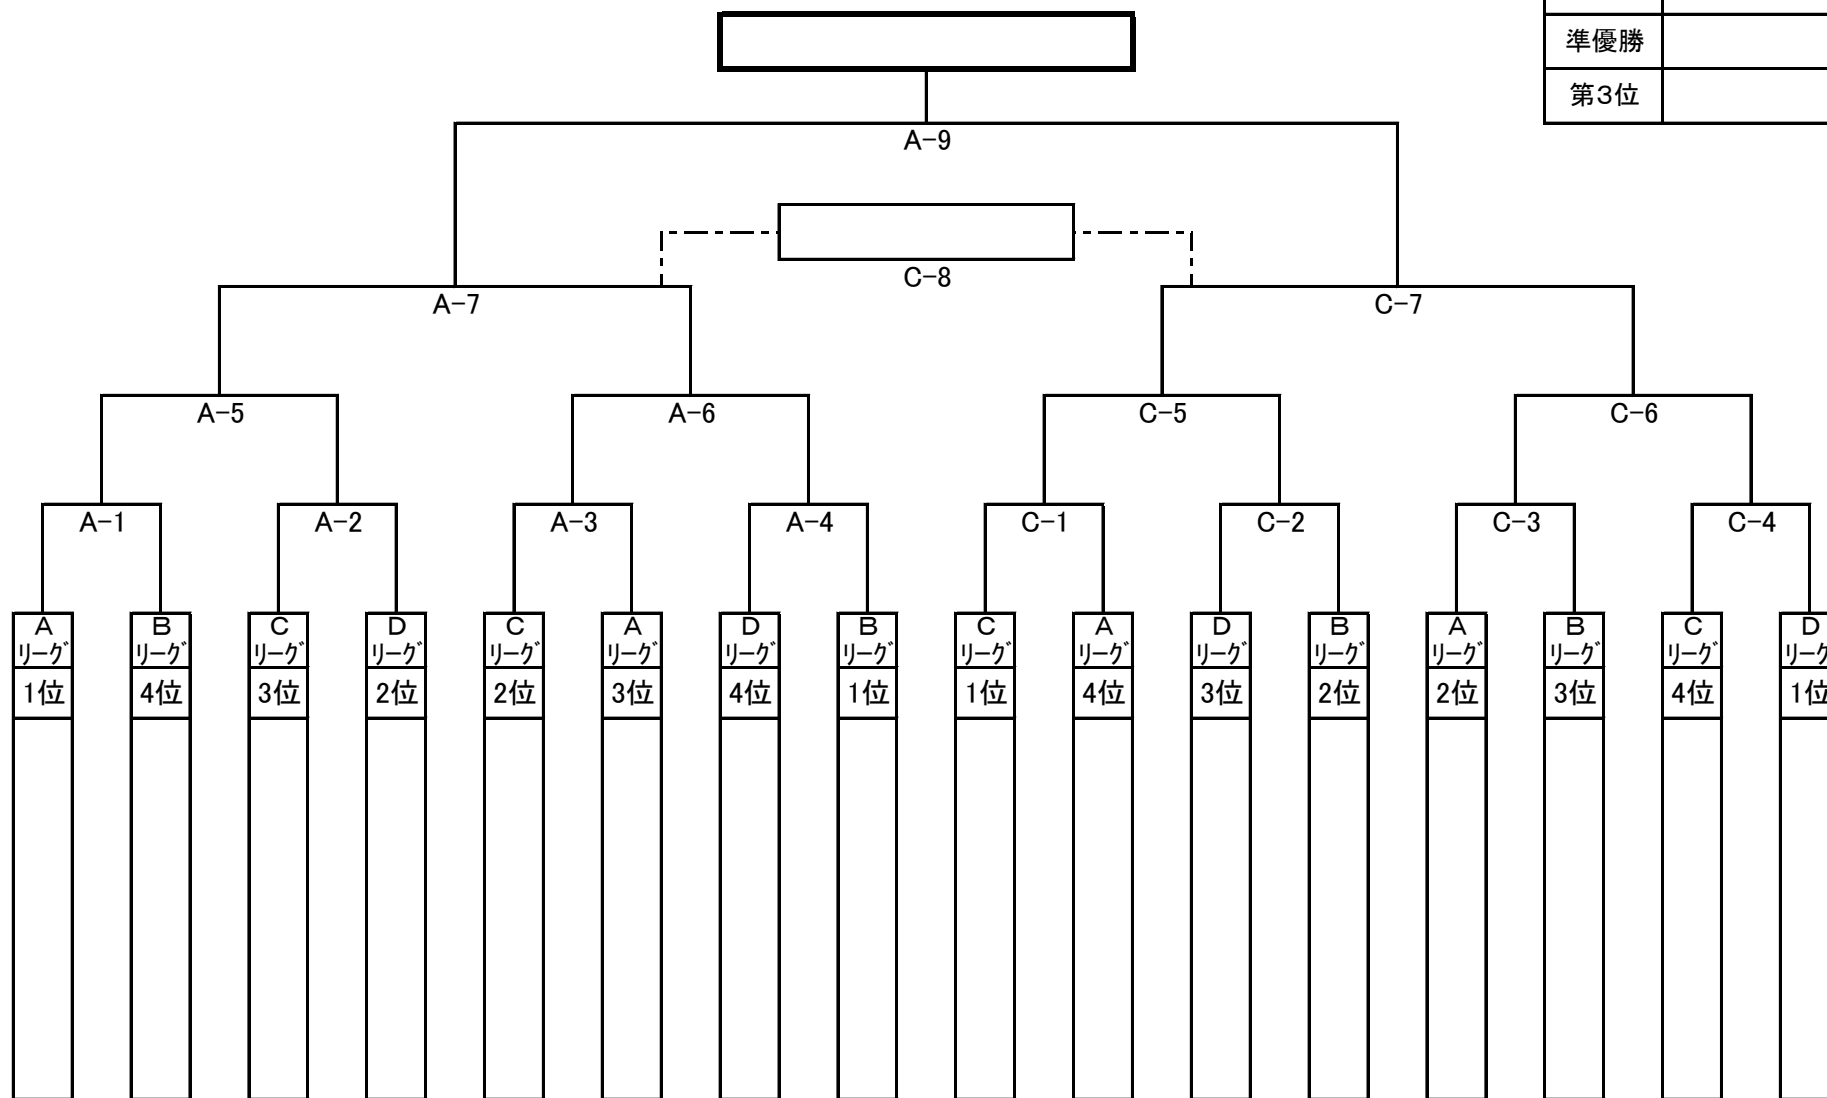 準優勝
第3位
A-9
C-8
A-7
C-7
A-5
A-6
C-5
C-6
A-1
A-2
A-3
A-4
C-1
C-2
C-3
C-4
A B C D C A D B C A D B A B C D
ﾘｰｸﾞ ﾘｰｸﾞ ﾘｰｸﾞ ﾘｰｸﾞ ﾘｰｸﾞ ﾘｰｸﾞ ﾘｰｸﾞ ﾘｰｸﾞ ﾘｰｸﾞ ﾘｰｸﾞ ﾘｰｸﾞ ﾘｰｸﾞ ﾘｰｸﾞ ﾘｰｸﾞ ﾘｰｸﾞ ﾘｰｸﾞ
1位 4位 3位 2位 2位 3位 4位 1位 1位 4位 3位 2位 2位 3位 4位 1位